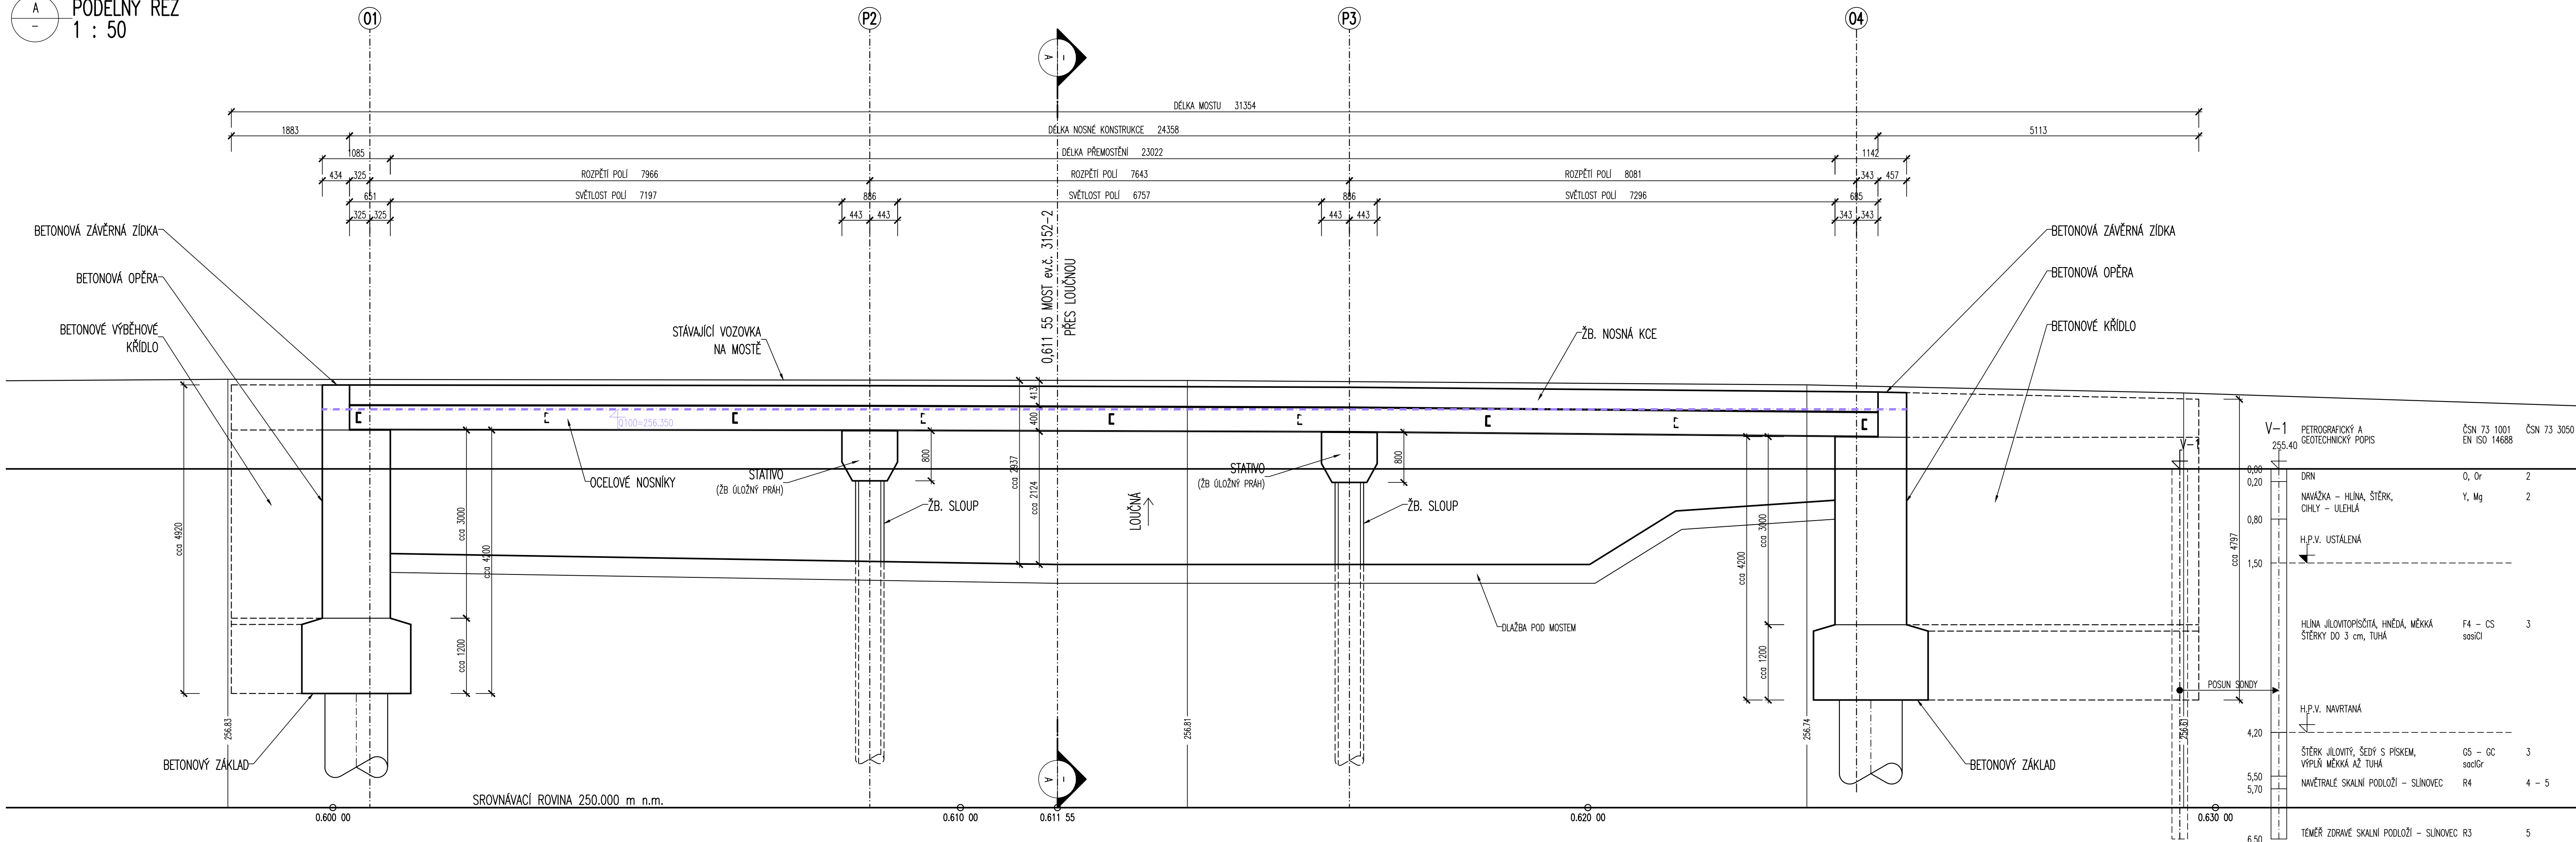 A
-
PODÉLNÝ ŘEZ
1 : 50
O1
P2
P3
O4
A
-
DÉLKA MOSTU 31354
1883
DÉLKA NOSNÉ KONSTRUKCE 24358
5113
1085
DÉLKA PŘEMOSTĚNÍ 23022
1142
434
325
ROZPĚTÍ POLÍ 7966
ROZPĚTÍ POLÍ 7643
ROZPĚTÍ POLÍ 8081
343
457
651
SVĚTLOST POLÍ 7197
886
SVĚTLOST POLÍ 6757
886
SVĚTLOST POLÍ 7296
685
325
325
443
443
443
443
343
343
0,611 55 MOST ev.č. 3152-2
PŘES LOUČNOU
BETONOVÁ ZÁVĚRNÁ ZÍDKA
BETONOVÁ OPĚRA
BETONOVÉ VÝBĚHOVÉ
KŘÍDLO
STÁVAJÍCÍ VOZOVKA
NA MOSTĚ
ŽB. NOSNÁ KCE
BETONOVÁ ZÁVĚRNÁ ZÍDKA
BETONOVÁ OPĚRA
BETONOVÉ KŘÍDLO
413
400
Q100=256.350
OCELOVÉ NOSNÍKY
STATIVO
(ŽB ÚLOŽNÝ PRÁH)
800
ŽB. SLOUP
cca 2937
cca 2124
LOUČNÁ
STATIVO
(ŽB ÚLOŽNÝ PRÁH)
800
ŽB. SLOUP
cca 4920
cca 3000
cca 4200
cca 1200
cca 4200
cca 3000
cca 1200
cca 4797
DLAŽBA POD MOSTEM
256.83
256.81
256.74
256.61
BETONOVÝ ZÁKLAD
BETONOVÝ ZÁKLAD
A
-
SROVNÁVACÍ ROVINA 250.000 m n.m.
0.600 00
0.610 00
0.611 55
0.620 00
0.630 00
V-1
V-1
255.40
PETROGRAFICKÝ A
GEOTECHNICKÝ POPIS
ČSN 73 1001
EN ISO 14688
ČSN 73 3050
0,00
DRN O, Or 2
0,20
NAVÁŽKA – HLÍNA, ŠTĚRK, Y, Mg 2
CIHLY – ULEHLÁ
0,80
H.P.V. USTÁLENÁ
1,50
HLÍNA JÍLOVITOPÍSČITÁ, HNĚDÁ, MĚKKÁ F4 – CS 3
ŠTĚRKY DO 3 cm, TUHÁ sasiCl
POSUN SONDY
H.P.V. NAVRTANÁ
4,20
ŠTĚRK JÍLOVITÝ, ŠEDÝ S PÍSKEM, G5 – GC 3
VÝPLŇ MĚKKÁ AŽ TUHÁ saclGr
5,50
NAVĚTRALÉ SKALNÍ PODLOŽÍ – SLÍNOVEC R4 4 – 5
5,70
TÉMĚŘ ZDRAVÉ SKALNÍ PODLOŽÍ – SLÍNOVEC R3 5
6,50